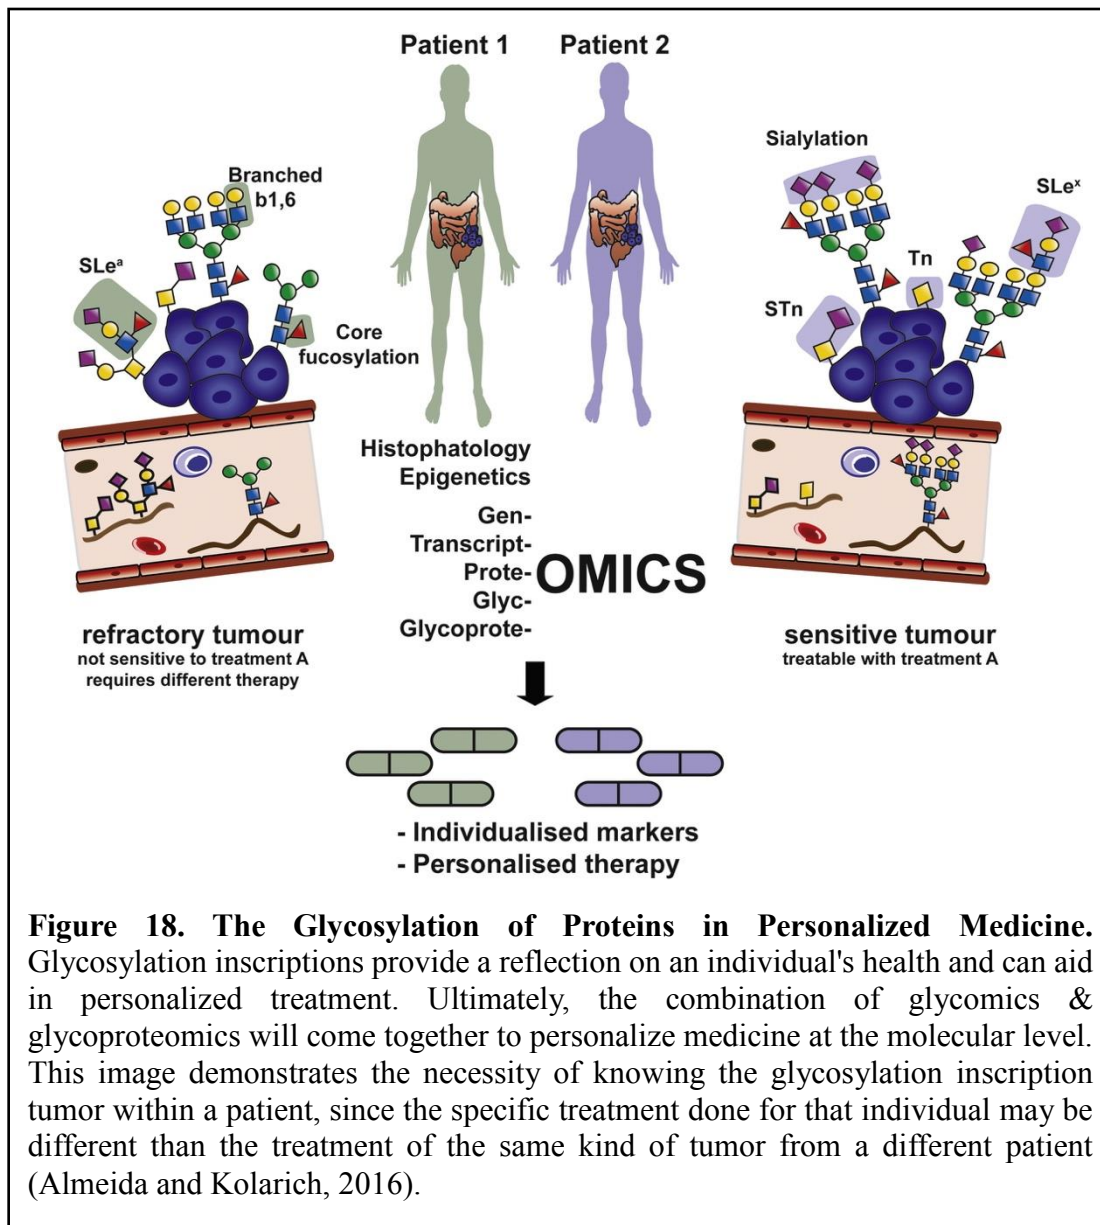 Patient 1
Patient 2
Branched
b1,6
SLeª
Core
fucosylation
Sialylation
SLeˣ
Tn
STn
Histophatology
Epigenetics
Gen-
Transcript-
Prote-
Glyc-
Glycoprote-
OMICS
refractory tumour
not sensitive to treatment A
requires different therapy
sensitive tumour
treatable with treatment A
- Individualised markers
- Personalised therapy
Figure 18. The Glycosylation of Proteins in Personalized Medicine.
Glycosylation inscriptions provide a reflection on an individual's health and can aid
in personalized treatment. Ultimately, the combination of glycomics &
glycoproteomics will come together to personalize medicine at the molecular level.
This image demonstrates the necessity of knowing the glycosylation inscription
tumor within a patient, since the specific treatment done for that individual may be
different than the treatment of the same kind of tumor from a different patient
(Almeida and Kolarich, 2016).